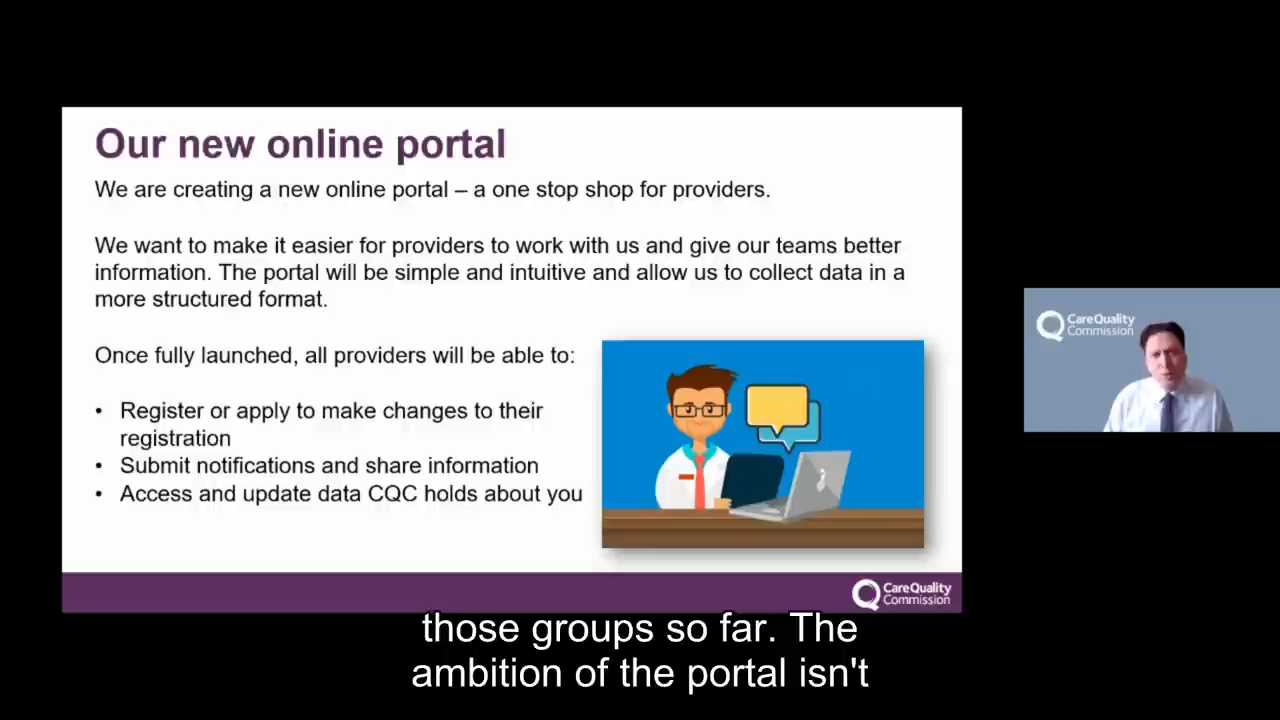 Our new online portal
We are creating a new online portal – a one stop shop for providers.
We want to make it easier for providers to work with us and give our teams better
information. The portal will be simple and intuitive and allow us to collect data in a
more structured format.
Once fully launched, all providers will be able to:
• Register or apply to make changes to their
registration
• Submit notifications and share information
• Access and update data CQC holds about you
CareQuality
Commission
CareQuality
Commission
those groups so far. The
ambition of the portal isn't